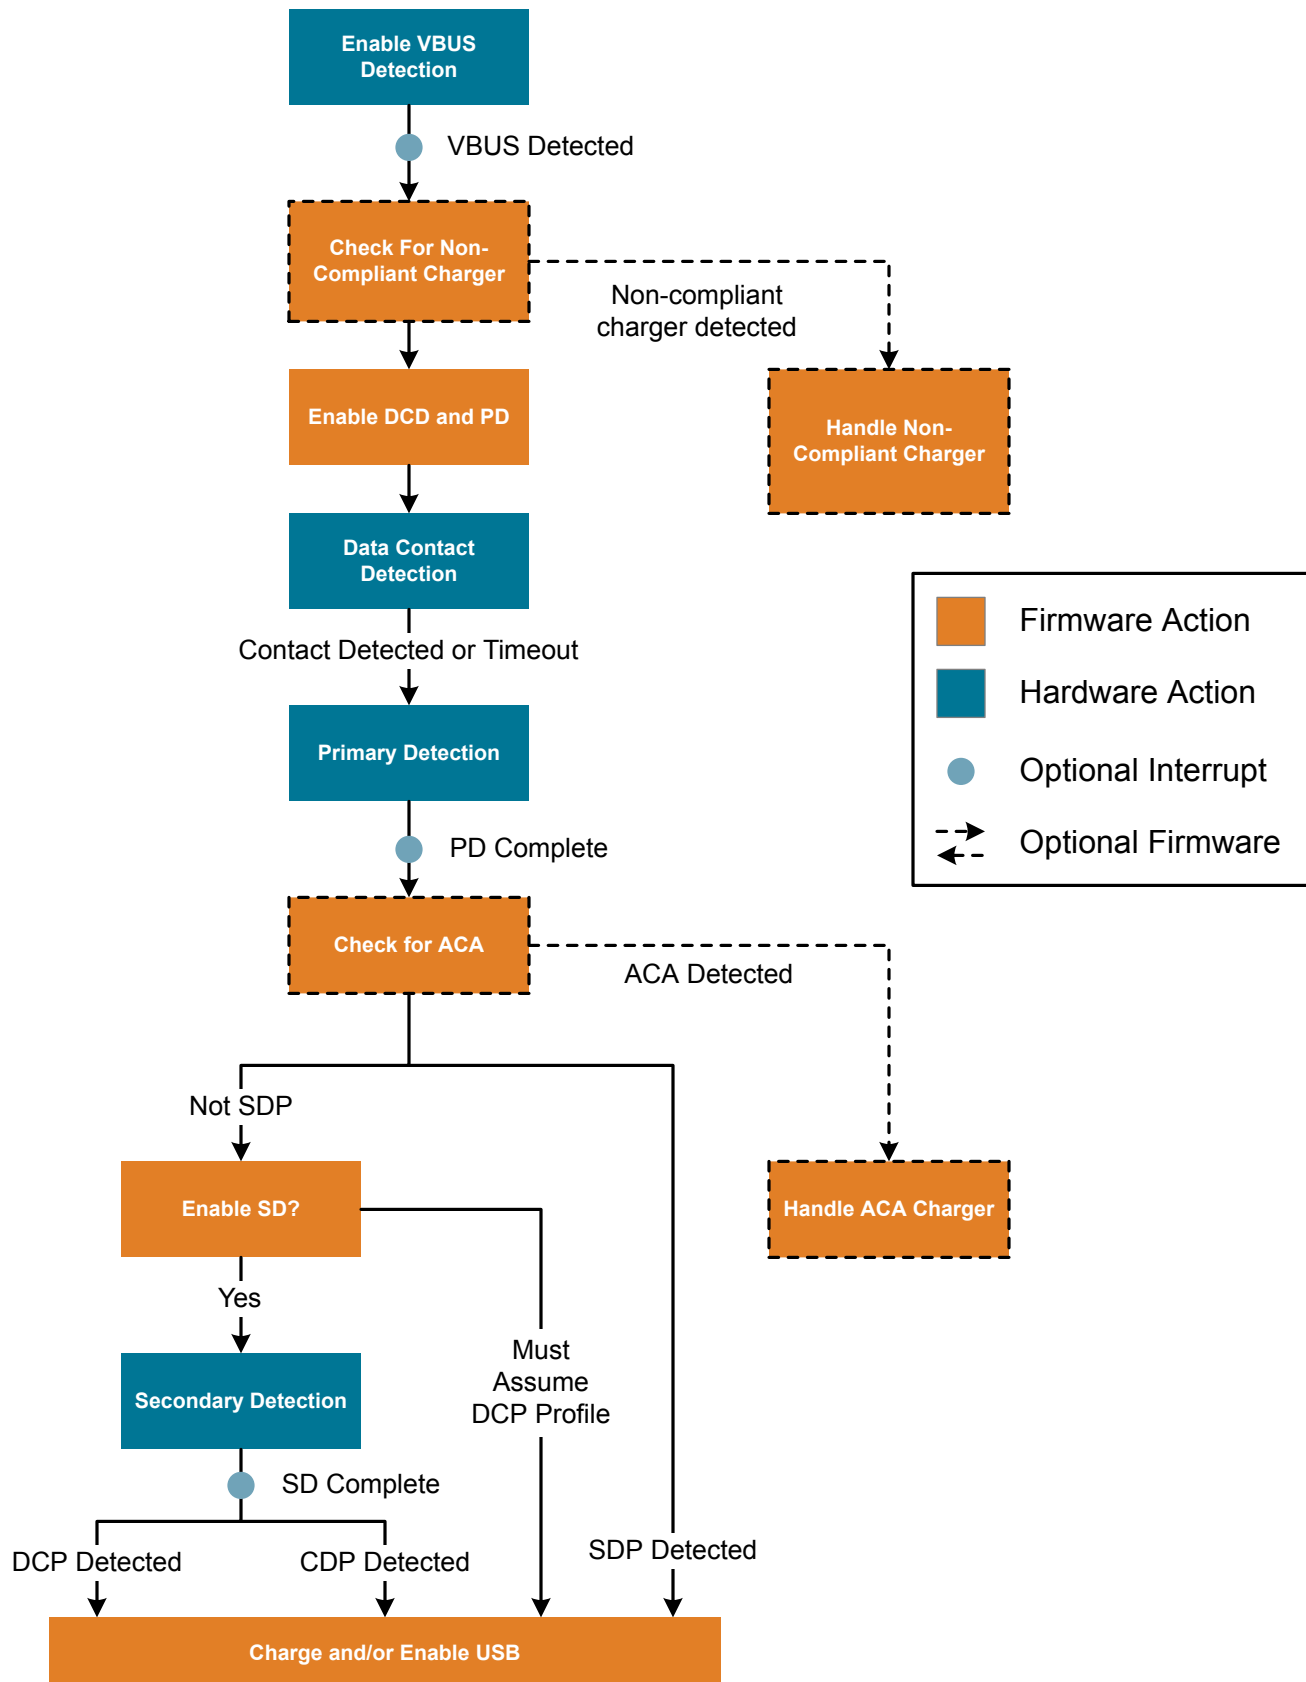 Enable VBUS
Detection
VBUS Detected
Check For Non-
Compliant Charger
Non-compliant
charger detected
Enable DCD and PD
Handle Non-
Compliant Charger
Data Contact
Detection
Contact Detected or Timeout
Primary Detection
PD Complete
Check for ACA
ACA Detected
Firmware Action
Hardware Action
Optional Interrupt
Optional Firmware
Not SDP
Enable SD?
Handle ACA Charger
Yes
Must
Assume
DCP Profile
Secondary Detection
SD Complete
DCP Detected
CDP Detected
SDP Detected
Charge and/or Enable USB